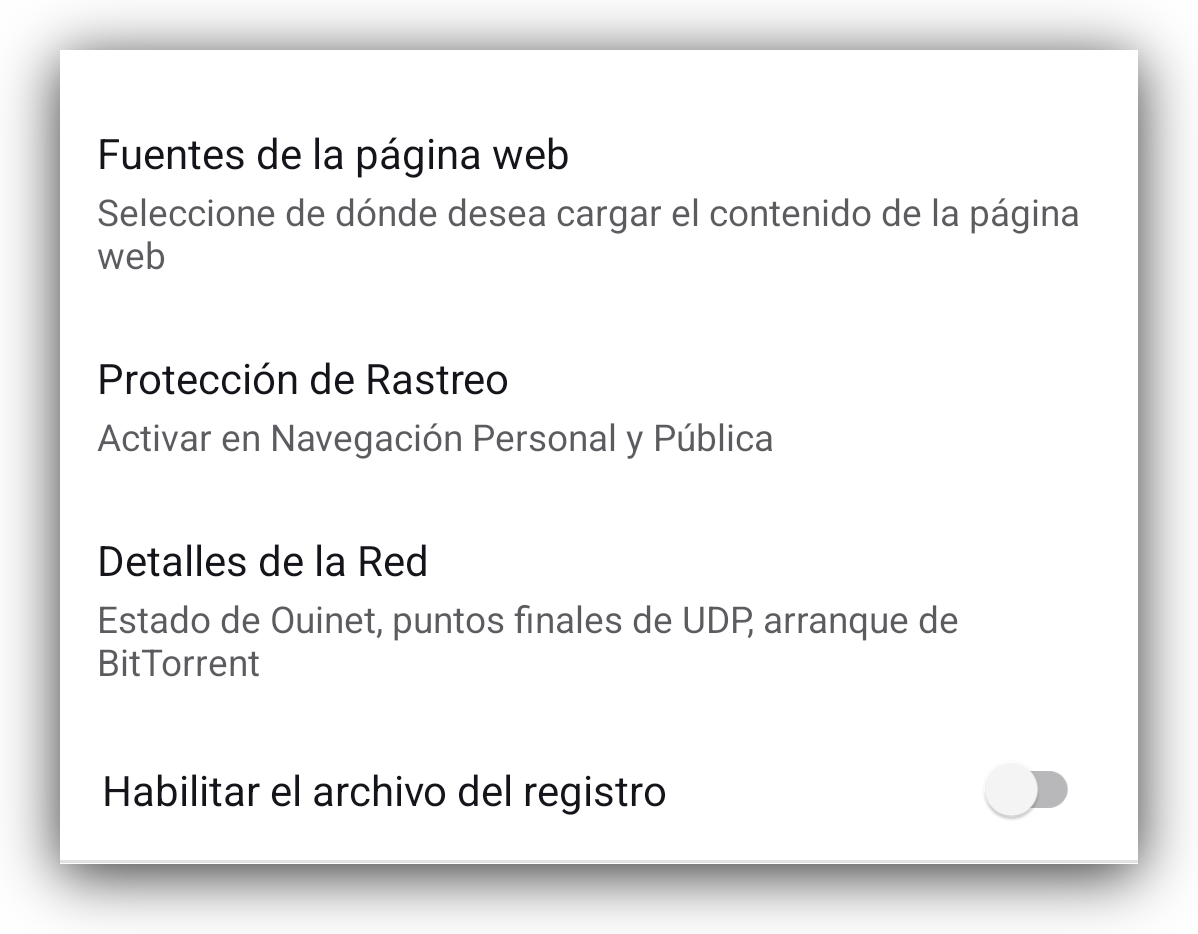 Fuentes de la página web
Seleccione de dónde desea cargar el contenido de la página
web
Protección de Rastreo
Activar en Navegación Personal y Pública
Detalles de la Red
Estado de Ouinet, puntos finales de UDP, arranque de
BitTorrent
Habilitar el archivo del registro